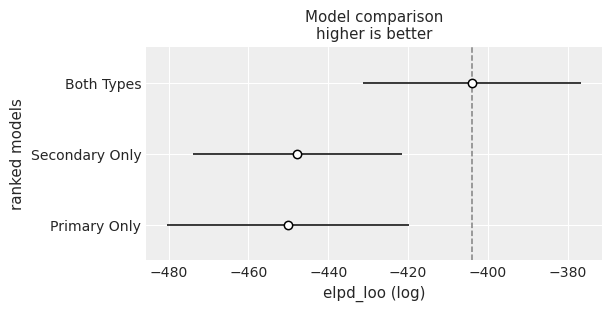 Model comparison
higher is better
ranked models
Both Types
Secondary Only
Primary Only
−480 −460 −440 −420 −400 −380
elpd_loo (log)